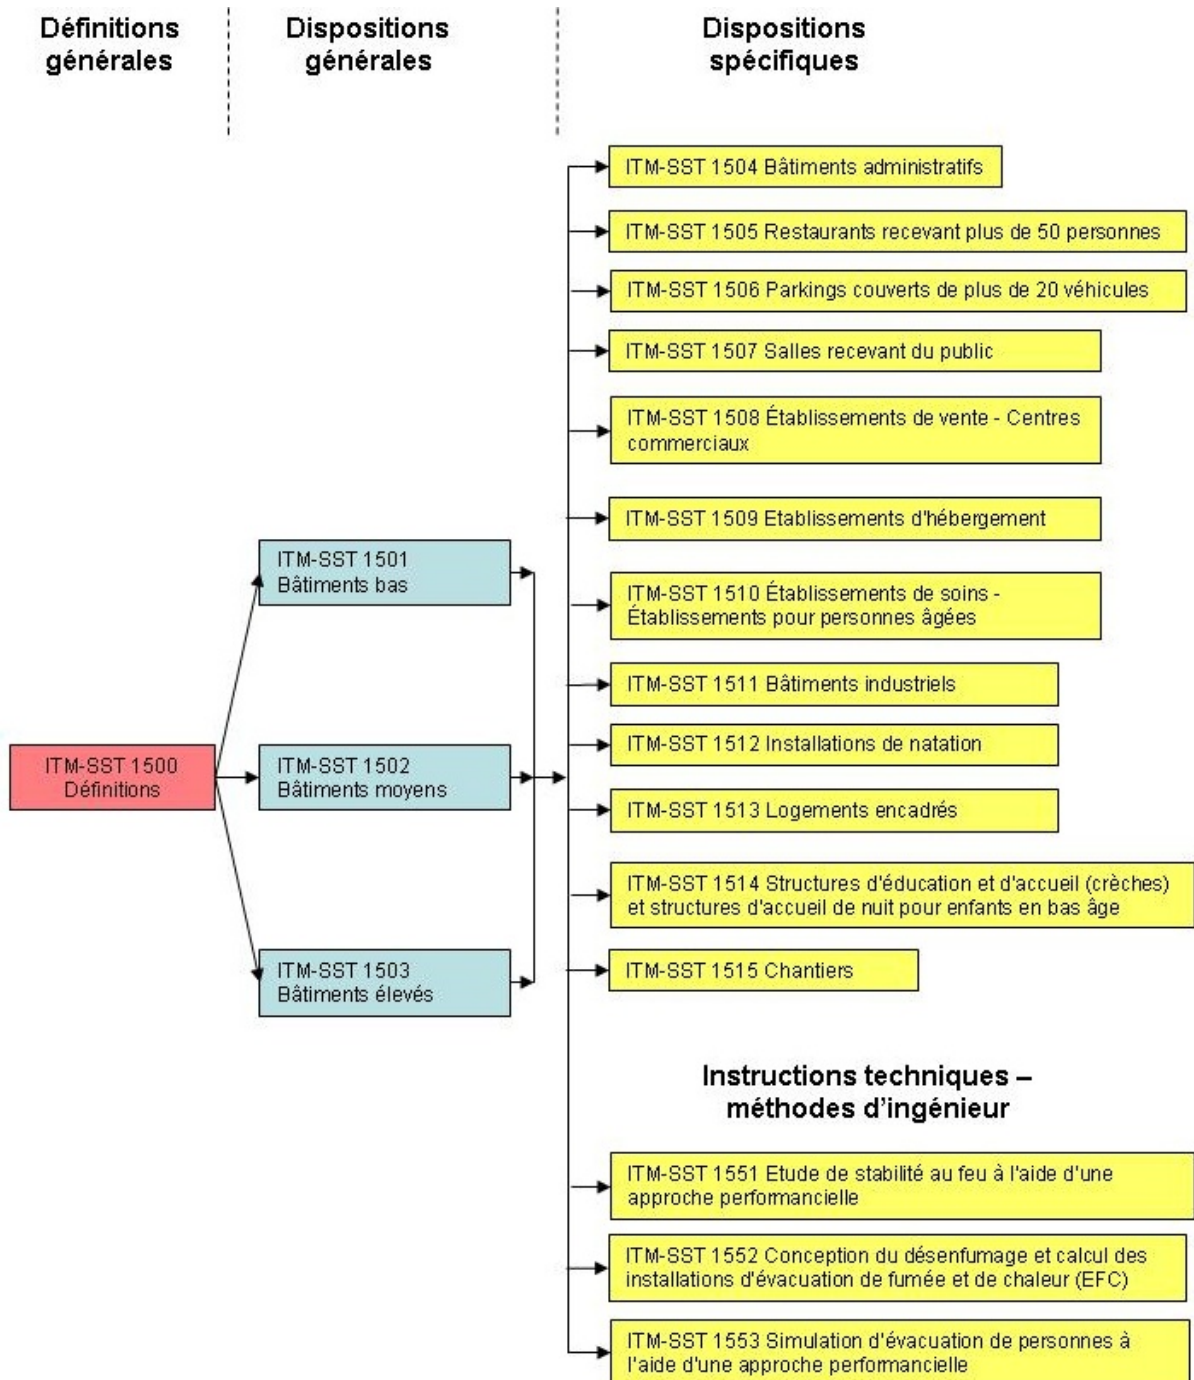 Définitions
générales
Dispositions
générales
Dispositions
spécifiques
ITM-SST 1504 Bâtiments administratifs
ITM-SST 1505 Restaurants recevant plus de 50 personnes
ITM-SST 1506 Parkings couverts de plus de 20 véhicules
ITM-SST 1507 Salles recevant du public
ITM-SST 1508 Établissements de vente - Centres
commerciaux
ITM-SST 1509 Etablissements d'hébergement
ITM-SST 1501
Bâtiments bas
ITM-SST 1510 Établissements de soins -
Établissements pour personnes âgées
ITM-SST 1511 Bâtiments industriels
ITM-SST 1500
Définitions
ITM-SST 1502
Bâtiments moyens
ITM-SST 1512 Installations de natation
ITM-SST 1513 Logements encadrés
ITM-SST 1514 Structures d'éducation et d'accueil (crèches)
et structures d'accueil de nuit pour enfants en bas âge
ITM-SST 1503
Bâtiments élevés
ITM-SST 1515 Chantiers
Instructions techniques –
méthodes d'ingénieur
ITM-SST 1551 Etude de stabilité au feu à l'aide d'une
approche performancielle
ITM-SST 1552 Conception du désenfumage et calcul des
installations d'évacuation de fumée et de chaleur (EFC)
ITM-SST 1553 Simulation d'évacuation de personnes à
l'aide d'une approche performancielle